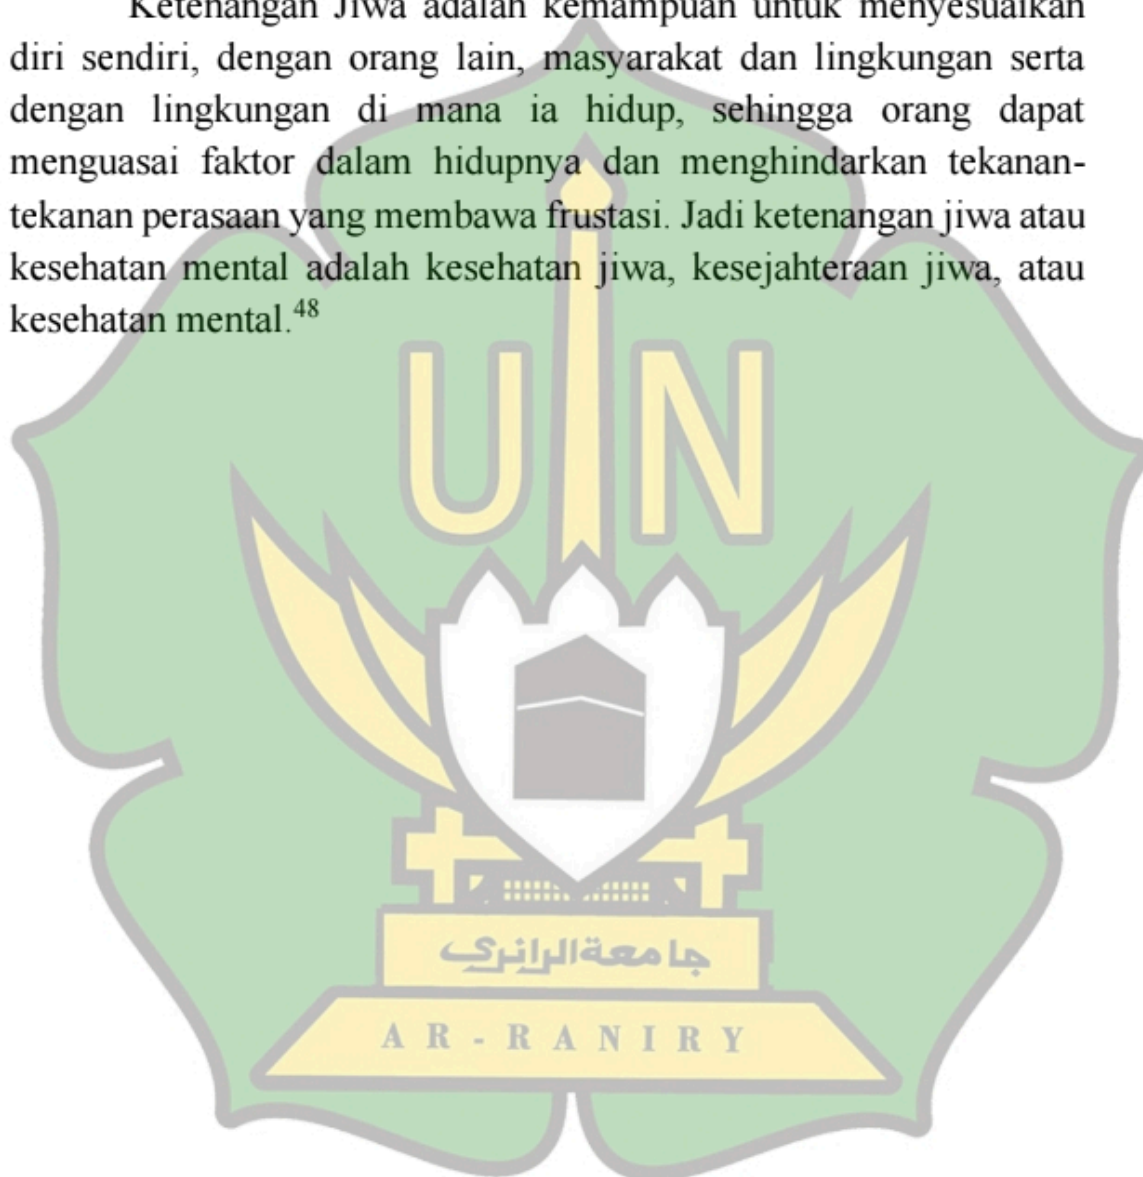 Ketenangan Jiwa adalah kemampuan untuk menyesuaikan
diri sendiri, dengan orang lain, masyarakat dan lingkungan serta
dengan lingkungan di mana ia hidup, sehingga orang dapat
menguasai faktor dalam hidupnya dan menghindarkan tekanan-
tekanan perasaan yang membawa frustasi. Jadi ketenangan jiwa atau
kesehatan mental adalah kesehatan jiwa, kesejahteraan jiwa, atau
kesehatan mental.48
UIN
جامعةالرانري
AR-RANIRY